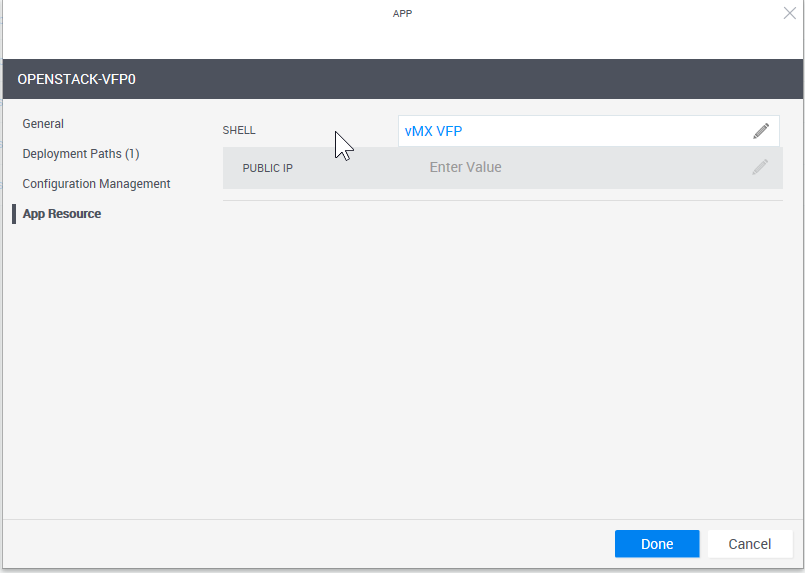 APP
OPENSTACK-VFP0
General
Deployment Paths (1)
Configuration Management
App Resource
SHELL
vMX VFP
PUBLIC IP
Enter Value
Done
Cancel